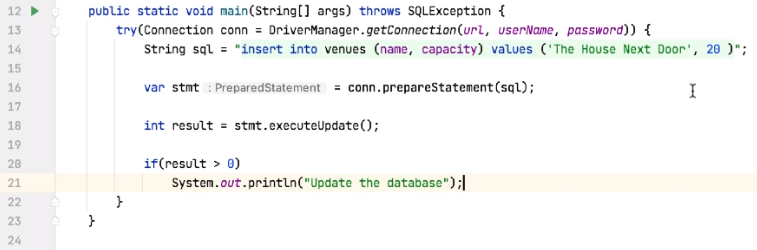 12 public static void main(String[] args) throws SQLException {
13 try(Connection conn = DriverManager.getConnection(url, userName, password)) {
14 String sql = "insert into venues (name, capacity) values ('The House Next Door', 20 )";
15
16 var stmt : PreparedStatement = conn.prepareStatement(sql);
17
18 int result = stmt.executeUpdate();
19
20 if(result > 0)
21 System.out.println("Update the database");
22 }
23 }
24